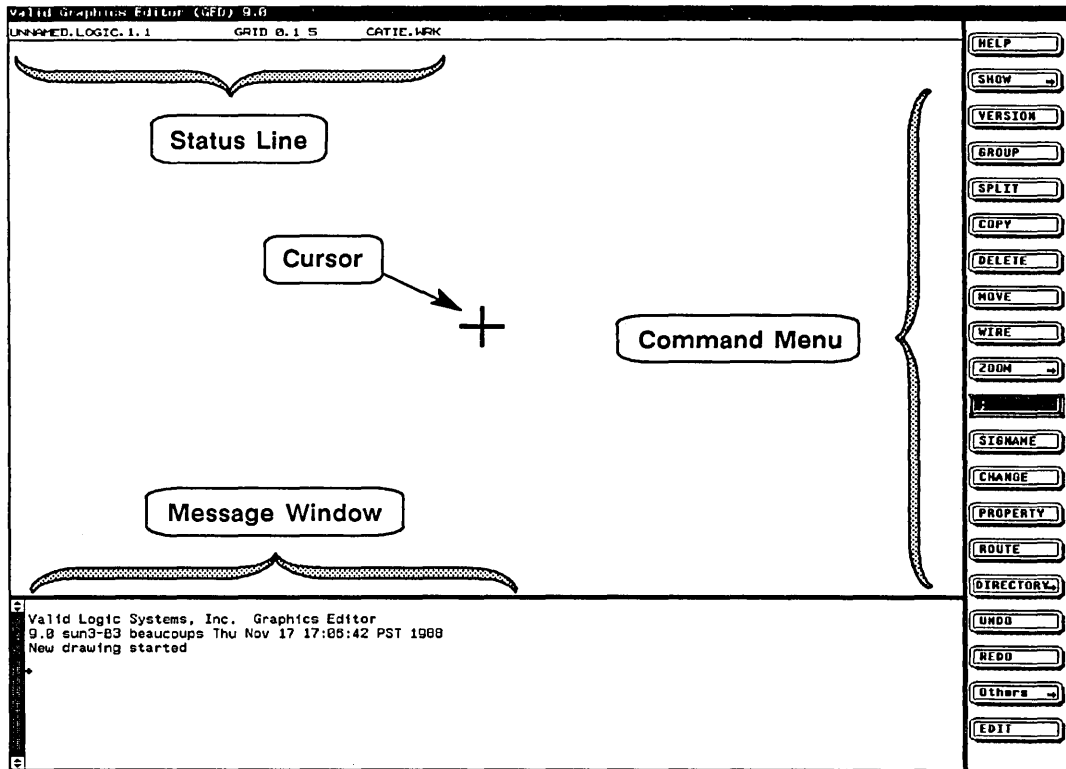 Valid Graphics Editor (GED) 9.0
UNNAMED.LOGIC.1.1 GRID 0.1 5 CATIE.WRK
Status Line
Cursor
Command Menu
Message Window
HELP
SHOW →
VERSION
GROUP
SPLIT
COPY
DELETE
MOVE
WIRE
ZOOM →
;
SIGNAME
CHANGE
PROPERTY
ROUTE
DIRECTORY→
UNDO
REDO
Others →
EDIT
Valid Logic Systems, Inc. Graphics Editor
9.0 sun3-83 beaucoups Thu Nov 17 17:06:42 PST 1988
New drawing started